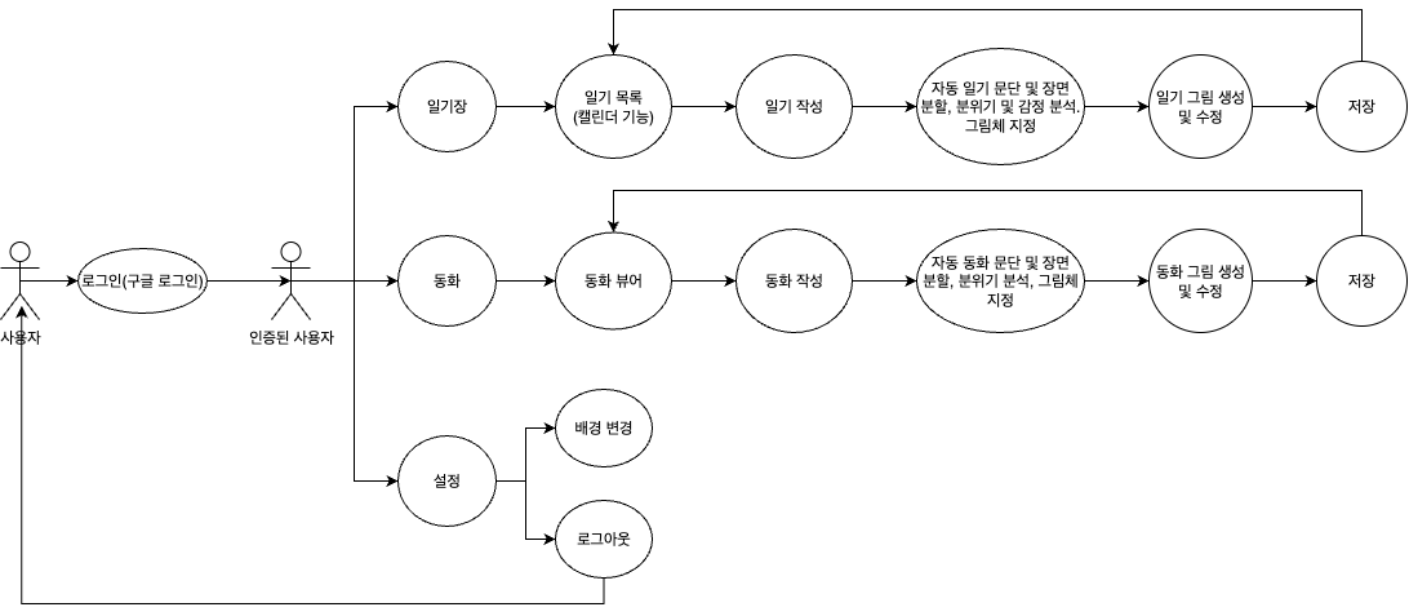 일기장
일기 목록
(캘린더 기능)
일기 작성
자동 일기 문단 및 장면
분할, 분위기 및 감정 분석.
그림체 지정
일기 그림 생성
및 수정
저장
사용자
로그인(구글 로그인)
인증된 사용자
동화
동화 뷰어
동화 작성
자동 동화 문단 및 장면
분할, 분위기 분석, 그림체
지정
동화 그림 생성
및 수정
저장
설정
배경 변경
로그아웃